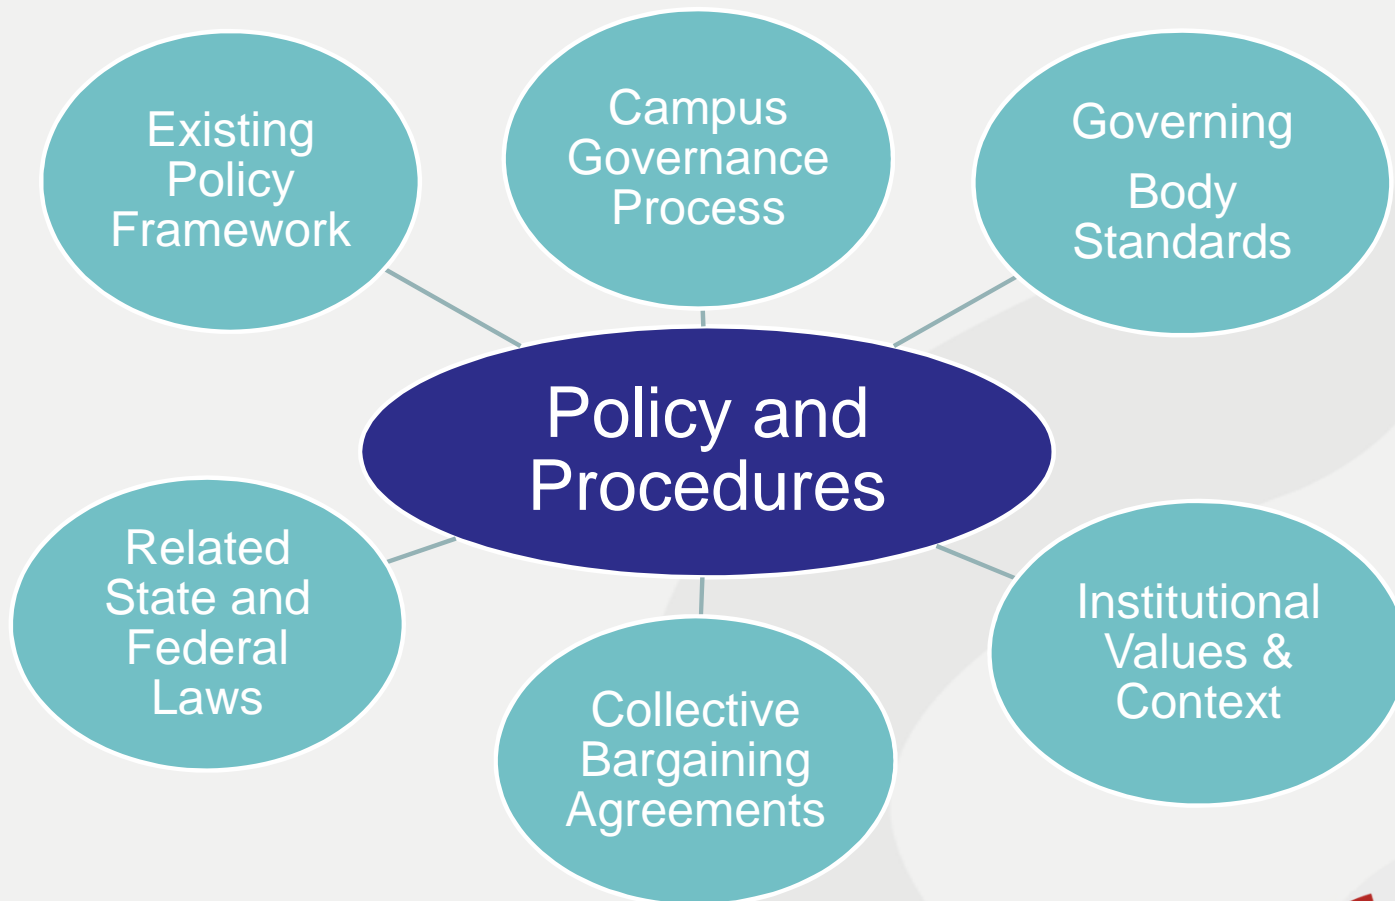 Existing
Policy
Framework
Campus
Governance
Process
Governing
Body
Standards
Policy and
Procedures
Related
State and
Federal
Laws
Collective
Bargaining
Agreements
Institutional
Values &
Context